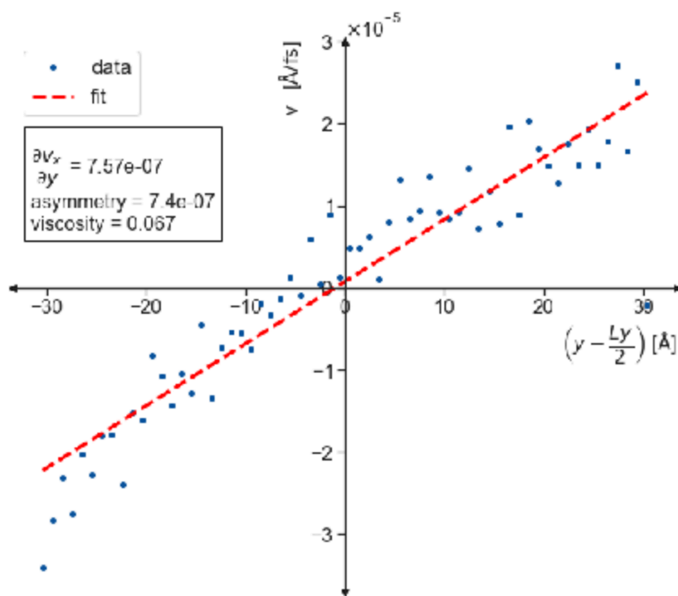 ×10⁻⁵
3
v [Å/fs]
data
fit
2
∂vₓ/∂y = 7.57e-07
asymmetry = 7.4e-07
viscosity = 0.067
1
0
−30 −20 −10 0 10 20 30
(y − Ly/2) [Å]
−1
−2
−3